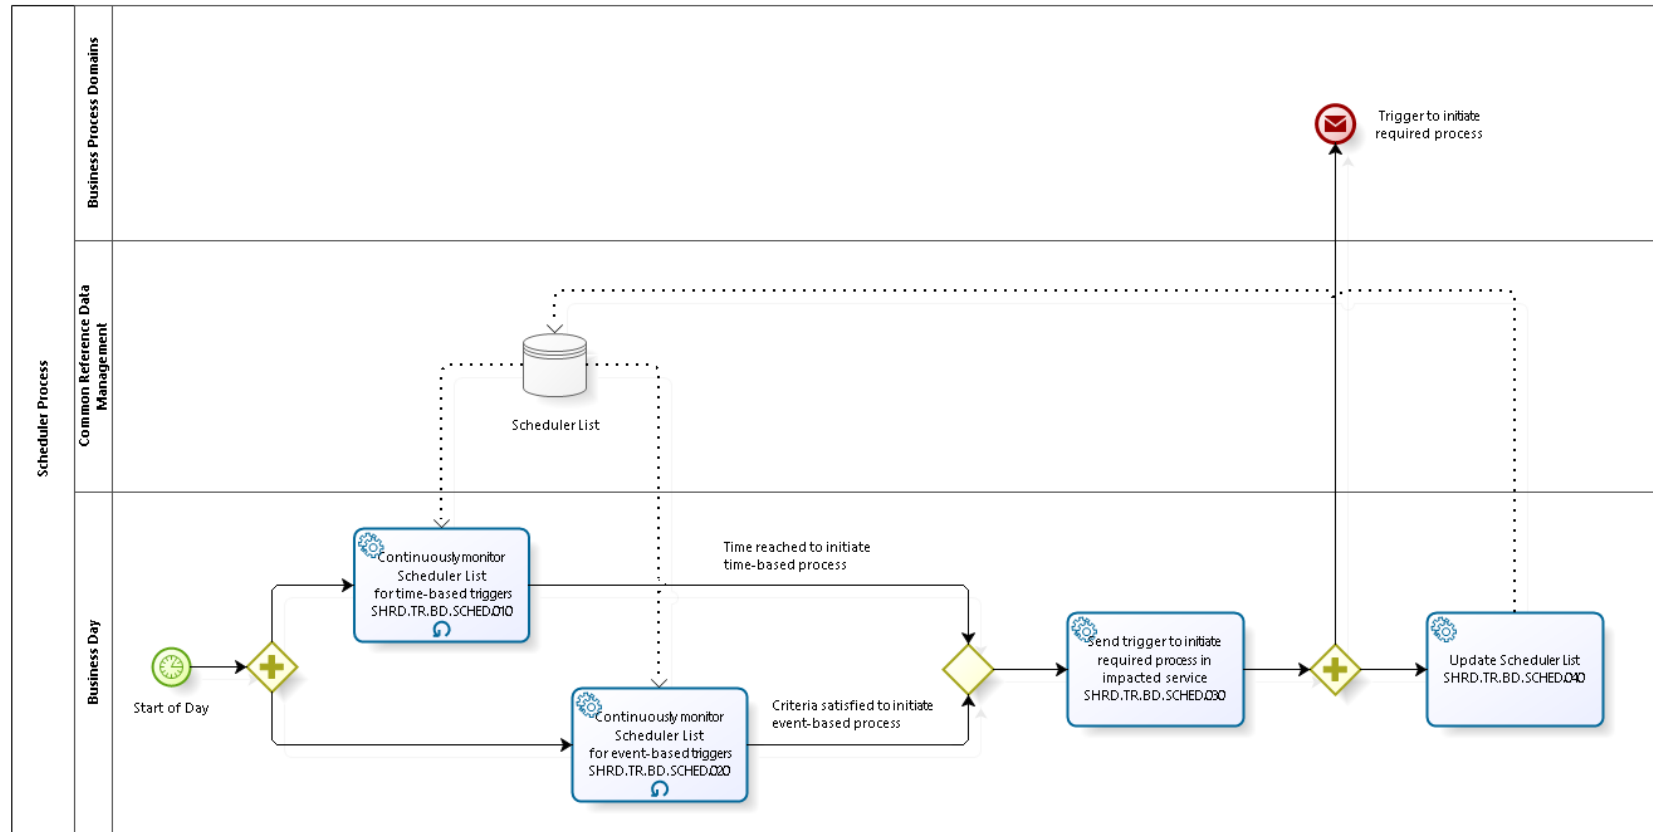 Scheduler Process
Business Process Domains
Trigger to initiate
required process
Common Reference Data
Management
Scheduler List
Business Day
Start of Day
Continuously monitor
Scheduler List
for time-based triggers
SHRD.TR.BD.SCHED.010
Time reached to initiate
time-based process
Continuously monitor
Scheduler List
for event-based triggers
SHRD.TR.BD.SCHED.020
Criteria satisfied to initiate
event-based process
Send trigger to initiate
required process in
impacted service
SHRD.TR.BD.SCHED.030
Update Scheduler List
SHRD.TR.BD.SCHED.040